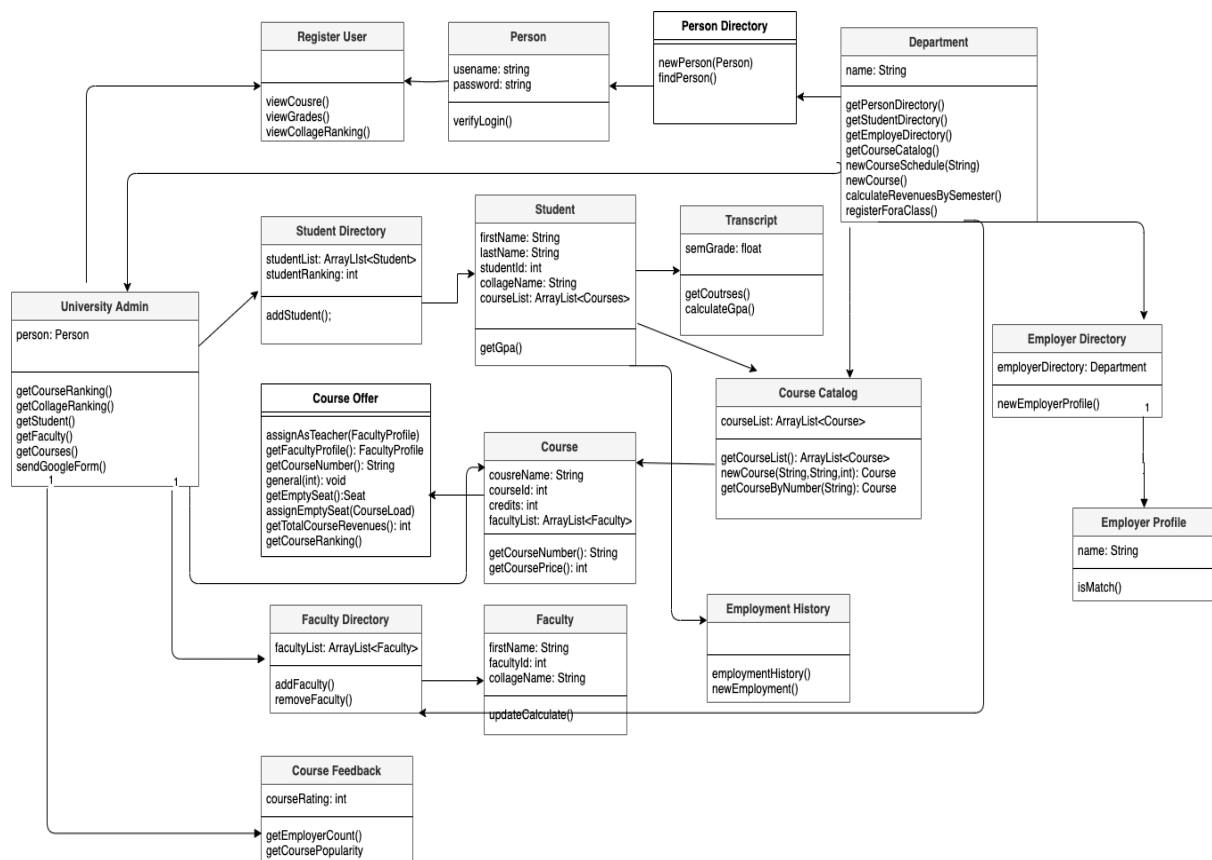 Register User
viewCousre()
viewGrades()
viewCollageRanking()
Person
usename: string
password: string
verifyLogin()
Person Directory
newPerson(Person)
findPerson()
Department
name: String
getPersonDirectory()
getStudentDirectory()
getEmployeDirectory()
getCourseCatalog()
newCourseSchedule(String)
newCourse()
calculateRevenuesBySemester()
registerForaClass()
Student Directory
studentList: ArrayLIst<Student>
studentRanking: int
addStudent();
Student
firstName: String
lastName: String
studentId: int
collageName: String
courseList: ArrayList<Courses>
getGpa()
Transcript
semGrade: float
getCoutrses()
calculateGpa()
University Admin
person: Person
getCourseRanking()
getCollageRanking()
getStudent()
getFaculty()
getCourses()
sendGoogleForm()
1
1
1
Employer Directory
employerDirectory: Department
newEmployerProfile()
1
Course Offer
assignAsTeacher(FacultyProfile)
getFacultyProfile(): FacultyProfile
getCourseNumber(): String
general(int): void
getEmptySeat():Seat
assignEmptySeat(CourseLoad)
getTotalCourseRevenues(): int
getCourseRanking()
Course
cousreName: String
courseId: int
credits: int
facultyList: ArrayList<Faculty>
getCourseNumber(): String
getCoursePrice(): int
Course Catalog
courseList: ArrayList<Course>
getCourseList(): ArrayList<Course>
newCourse(String,String,int): Course
getCourseByNumber(String): Course
Employer Profile
name: String
isMatch()
Faculty Directory
facultyList: ArrayList<Faculty>
addFaculty()
removeFaculty()
Faculty
firstName: String
facultyId: int
collageName: String
updateCalculate()
Employment History
employmentHistory()
newEmployment()
Course Feedback
courseRating: int
getEmployerCount()
getCoursePopularity